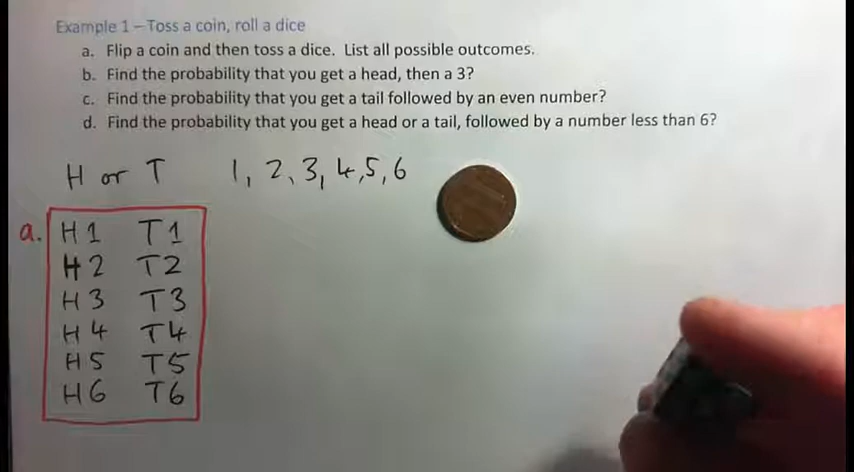 Example 1 – Toss a coin, roll a dice
a. Flip a coin and then toss a dice. List all possible outcomes.
b. Find the probability that you get a head, then a 3?
c. Find the probability that you get a tail followed by an even number?
d. Find the probability that you get a head or a tail, followed by a number less than 6?
H or T 1, 2, 3, 4, 5, 6
a. H1 T1
H2 T2
H3 T3
H4 T4
H5 T5
H6 T6